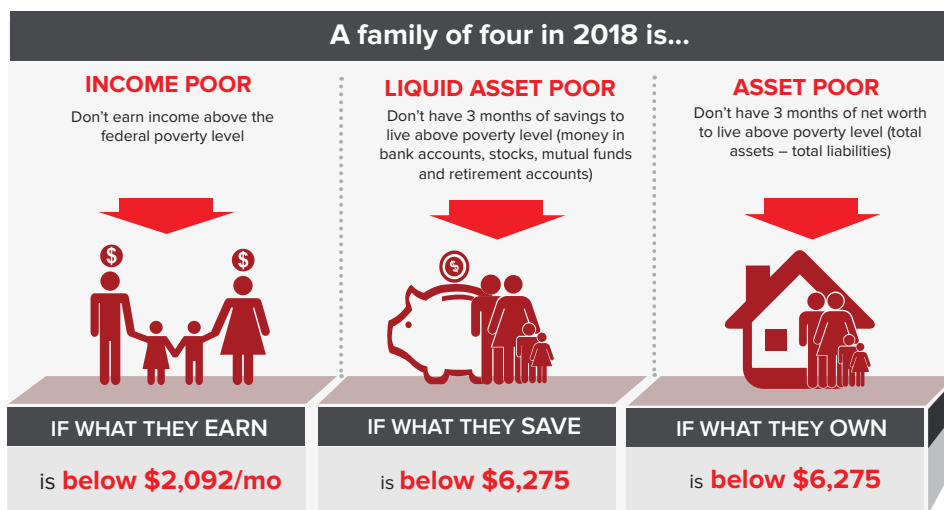 A family of four in 2018 is...
INCOME POOR
Don't earn income above the
federal poverty level
$
$
IF WHAT THEY EARN
is below $2,092/mo
LIQUID ASSET POOR
Don't have 3 months of savings to
live above poverty level (money in
bank accounts, stocks, mutual funds
and retirement accounts)
$
IF WHAT THEY SAVE
is below $6,275
ASSET POOR
Don't have 3 months of net worth
to live above poverty level (total
assets – total liabilities)
IF WHAT THEY OWN
is below $6,275